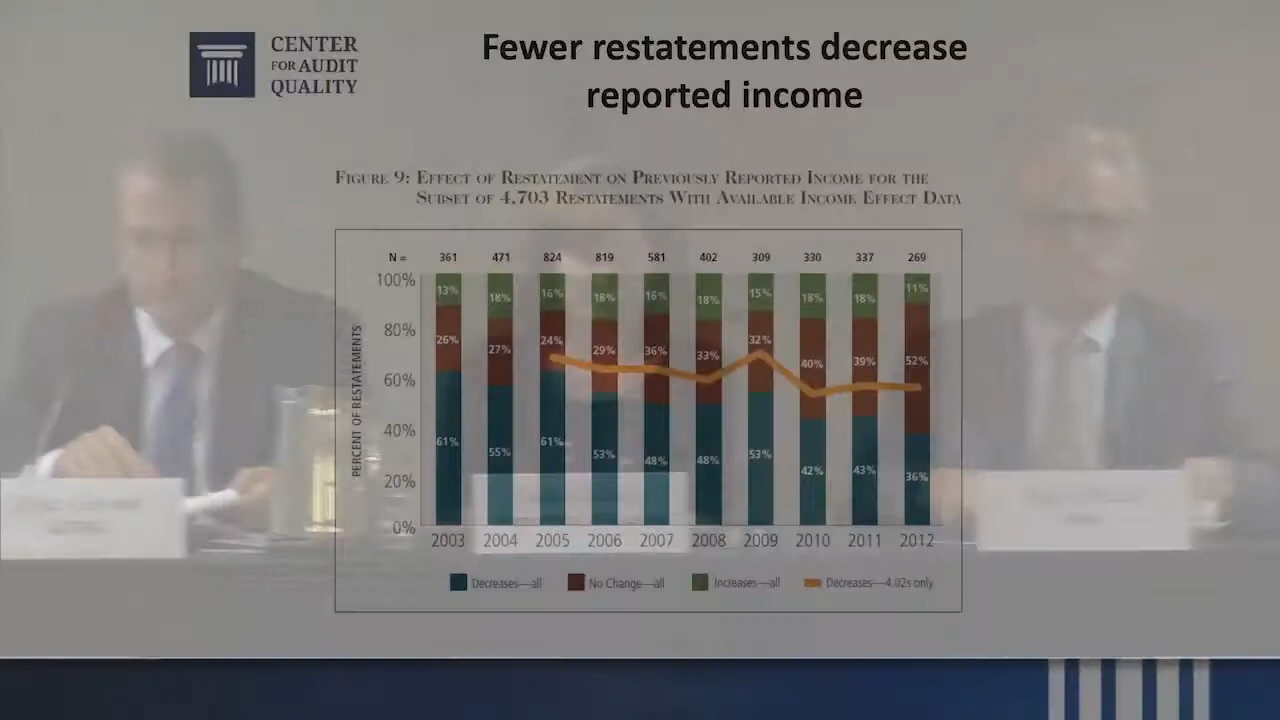 CENTER
FOR AUDIT
QUALITY
Fewer restatements decrease
reported income
Figure 9: Effect of Restatement on Previously Reported Income for the
Subset of 4,703 Restatements With Available Income Effect Data
N = 361 471 824 819 581 402 309 330 337 269
100%
80%
60%
40%
20%
0%
PERCENT OF RESTATEMENTS
13% 18% 16% 18% 16% 18% 15% 18% 18% 11%
26% 27% 24% 29% 36% 33% 32% 40% 39% 52%
61% 55% 61% 53% 48% 48% 53% 42% 43% 36%
2003 2004 2005 2006 2007 2008 2009 2010 2011 2012
Decreases—all No Change—all Increases—all Decreases—4.02s only